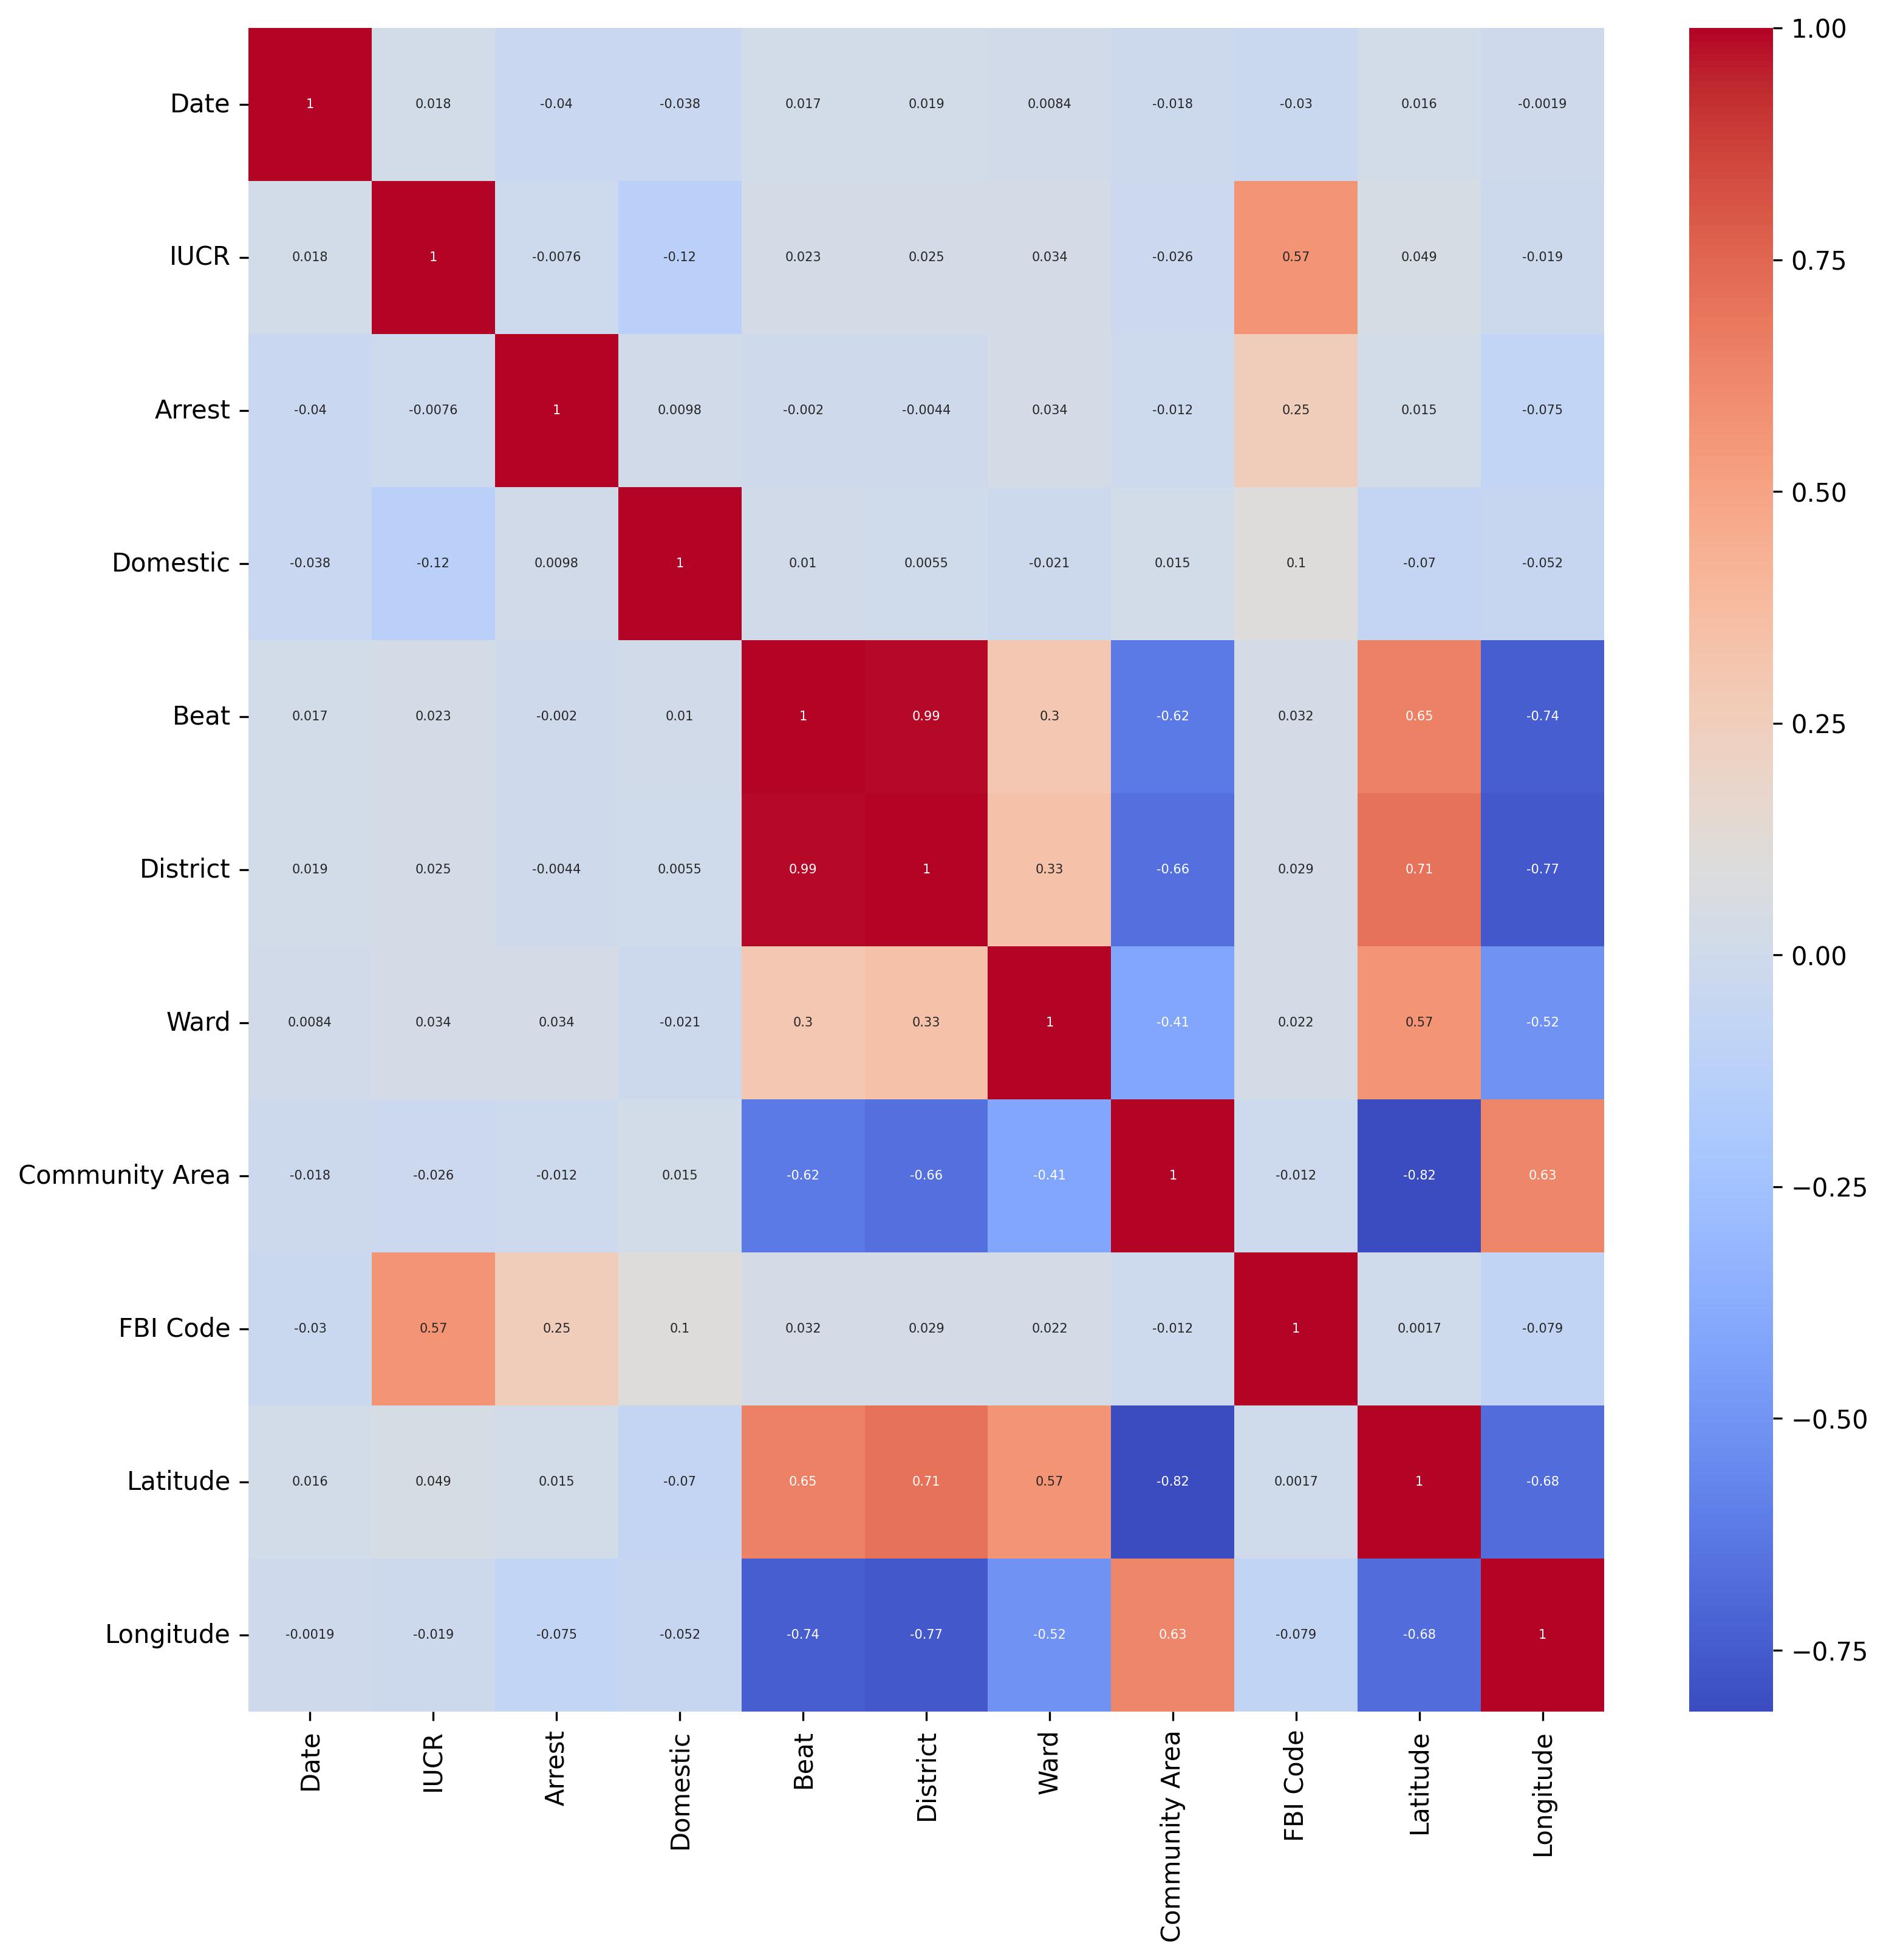 Date 1 0.018 -0.04 -0.038 0.017 0.019 0.0084 -0.018 -0.03 0.016 -0.0019
IUCR 0.018 1 -0.0076 -0.12 0.023 0.025 0.034 -0.026 0.57 0.049 -0.019
Arrest -0.04 -0.0076 1 0.0098 -0.002 -0.0044 0.034 -0.012 0.25 0.015 -0.075
Domestic -0.038 -0.12 0.0098 1 0.01 0.0055 -0.021 0.015 0.1 -0.07 -0.052
Beat 0.017 0.023 -0.002 0.01 1 0.99 0.3 -0.62 0.032 0.65 -0.74
District 0.019 0.025 -0.0044 0.0055 0.99 1 0.33 -0.66 0.029 0.71 -0.77
Ward 0.0084 0.034 0.034 -0.021 0.3 0.33 1 -0.41 0.022 0.57 -0.52
Community Area -0.018 -0.026 -0.012 0.015 -0.62 -0.66 -0.41 1 -0.012 -0.82 0.63
FBI Code -0.03 0.57 0.25 0.1 0.032 0.029 0.022 -0.012 1 0.0017 -0.079
Latitude 0.016 0.049 0.015 -0.07 0.65 0.71 0.57 -0.82 0.0017 1 -0.68
Longitude -0.0019 -0.019 -0.075 -0.052 -0.74 -0.77 -0.52 0.63 -0.079 -0.68 1
Date IUCR Arrest Domestic Beat District Ward Community Area FBI Code Latitude Longitude
1.00
0.75
0.50
0.25
0.00
−0.25
−0.50
−0.75